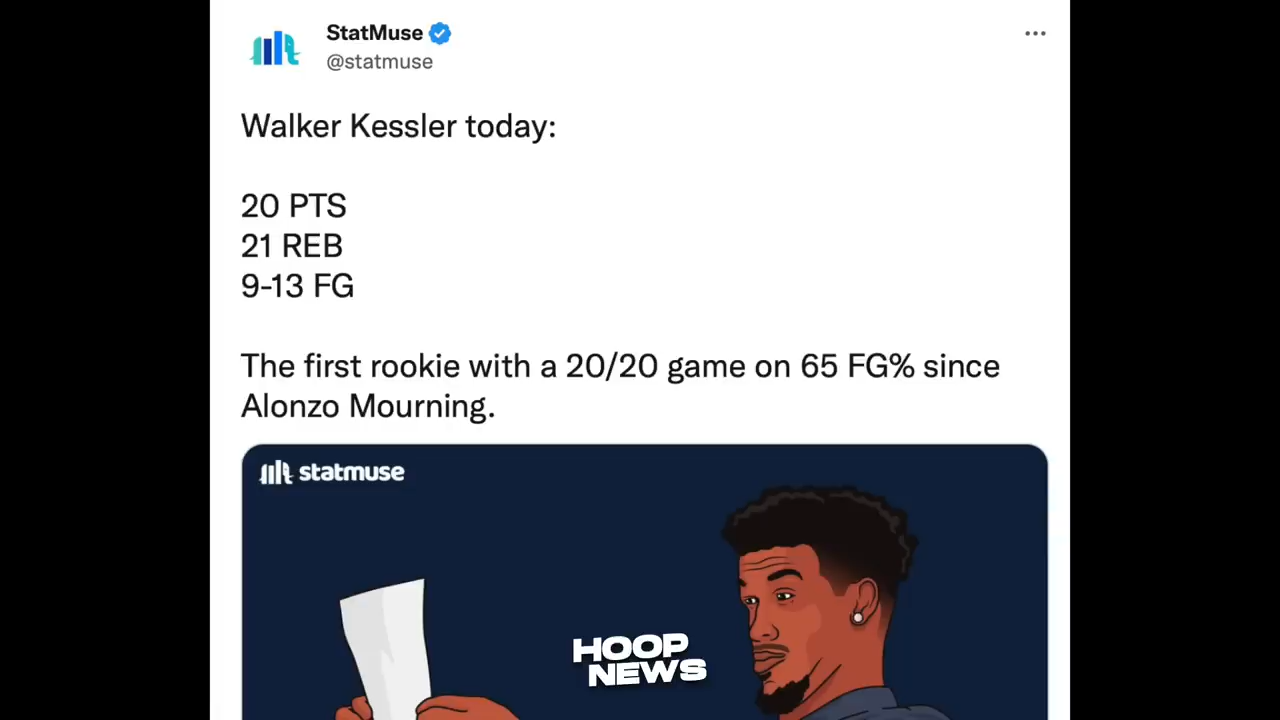 StatMuse
@statmuse
Walker Kessler today:
20 PTS
21 REB
9-13 FG
The first rookie with a 20/20 game on 65 FG% since
Alonzo Mourning.
statmuse
HOOP
NEWS